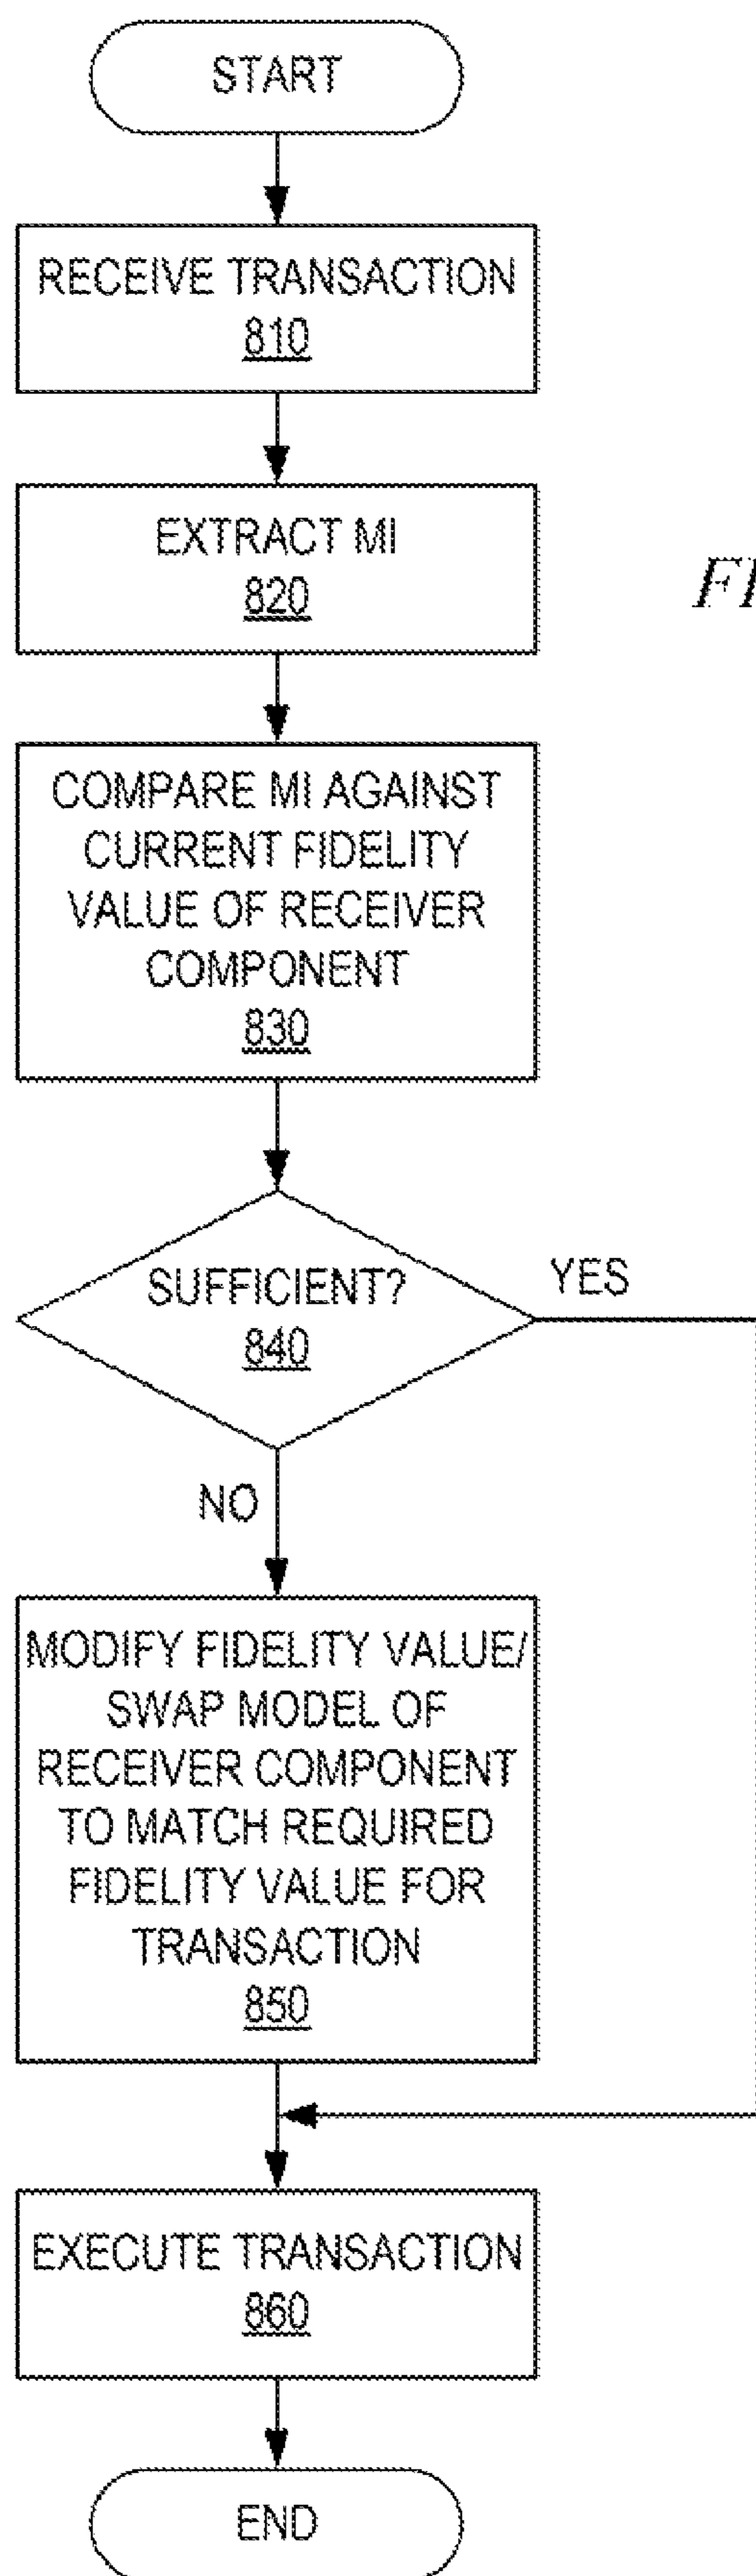 START
RECEIVE TRANSACTION
810
EXTRACT MI
820
COMPARE MI AGAINST
CURRENT FIDELITY
VALUE OF RECEIVER
COMPONENT
830
SUFFICIENT?
840
YES
NO
MODIFY FIDELITY VALUE/
SWAP MODEL OF
RECEIVER COMPONENT
TO MATCH REQUIRED
FIDELITY VALUE FOR
TRANSACTION
850
EXECUTE TRANSACTION
860
END